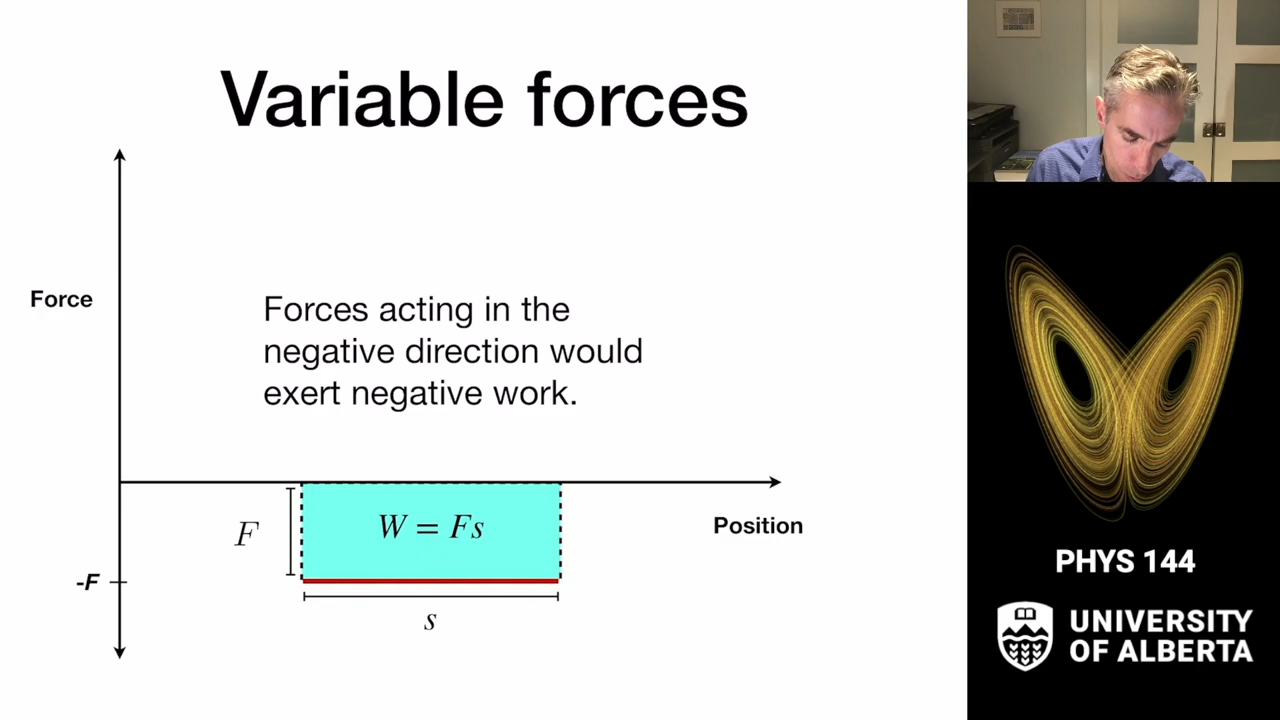 Variable forces
Force
Forces acting in the
negative direction would
exert negative work.
F
W = Fs
Position
-F
s
PHYS 144
UNIVERSITY
OF ALBERTA